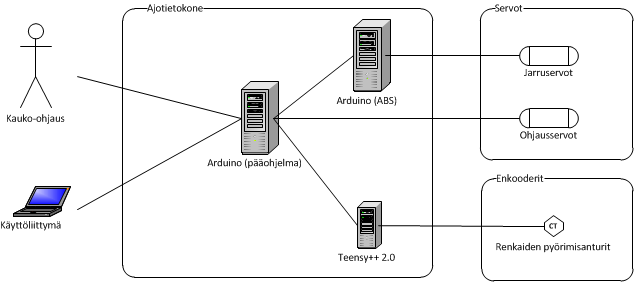 Ajotietokone
Servot
Jarruservot
Arduino (ABS)
Kauko-ohjaus
Ohjausservot
Arduino (pääohjelma)
Enkooderit
Käyttöliittymä
CT
Renkaiden pyörimisanturit
Teensy++ 2.0